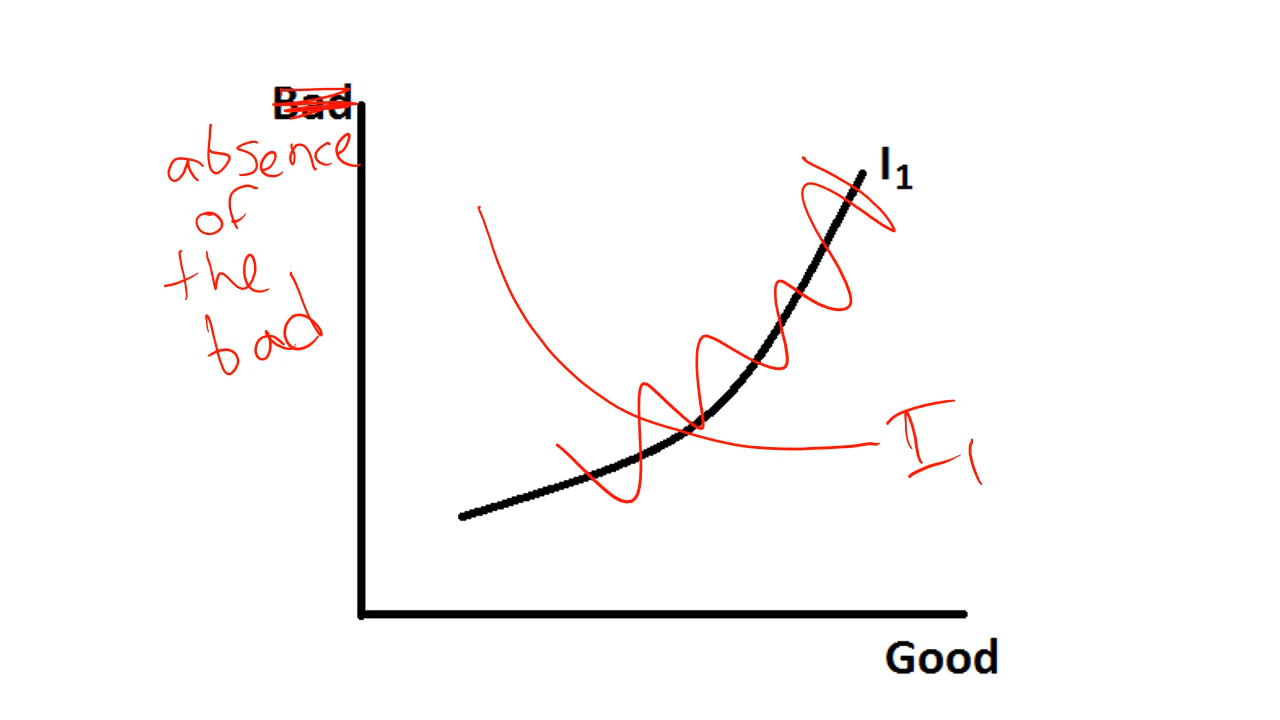 Bad
absence
of
the
bad
I₁
I₁
Good